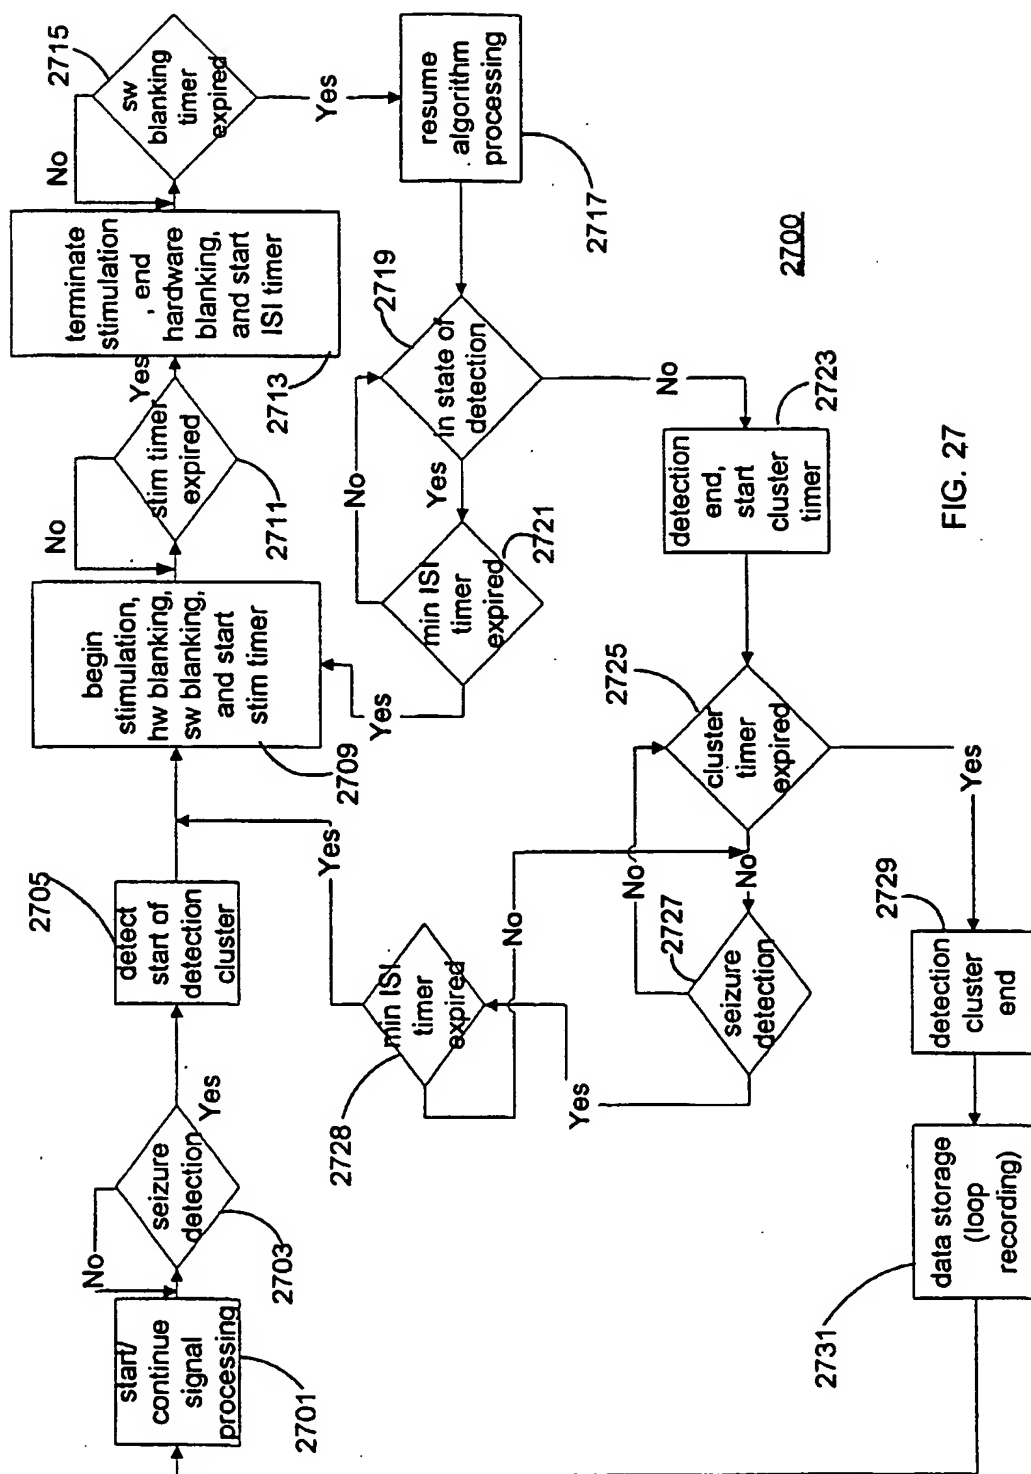 start/
continue
signal
processing
2701
No
seizure
detection
2703
Yes
detect
start of
detection
cluster
2705
begin
stimulation,
hw blanking,
sw blanking,
and start
stim timer
2709
No
stim timer
expired
2711
Yes
terminate
stimulation
, end
hardware
blanking,
and start
ISI timer
2713
No
sw
blanking
timer
expired
2715
Yes
resume
algorithm
processing
2717
in state of
detection
2719
Yes
No
min ISI
timer
expired
2721
No
Yes
detection
end,
start
cluster
timer
2723
cluster
timer
expired
2725
No
Yes
seizure
detection
2727
No
Yes
min ISI
timer
expired
2728
Yes
No
detection
cluster
end
2729
data storage
(loop
recording)
2731
2700
FIG. 27